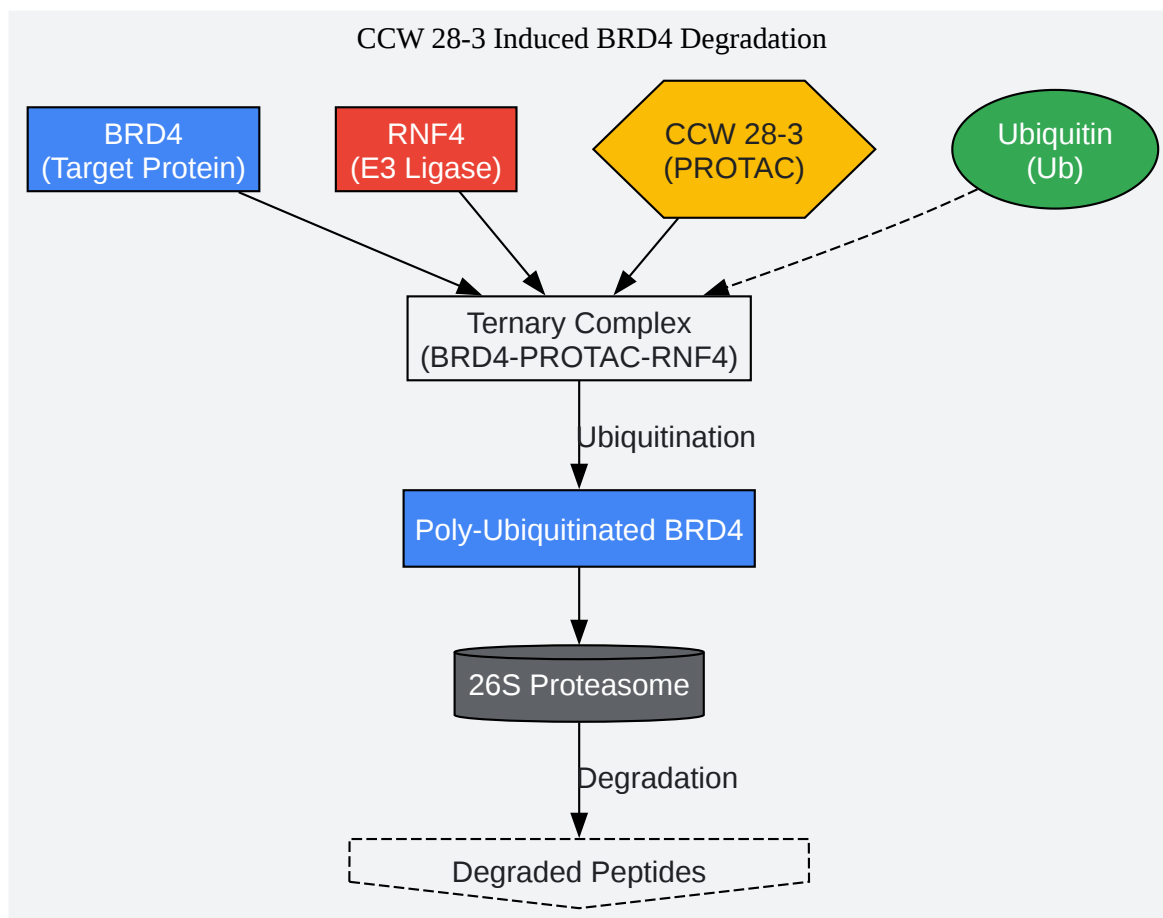 CCW 28-3 Induced BRD4 Degradation
BRD4
(Target Protein)
RNF4
(E3 Ligase)
CCW 28-3
(PROTAC)
Ubiquitin
(Ub)
Ternary Complex
(BRD4-PROTAC-RNF4)
Ubiquitination
Poly-Ubiquitinated BRD4
26S Proteasome
Degradation
Degraded Peptides